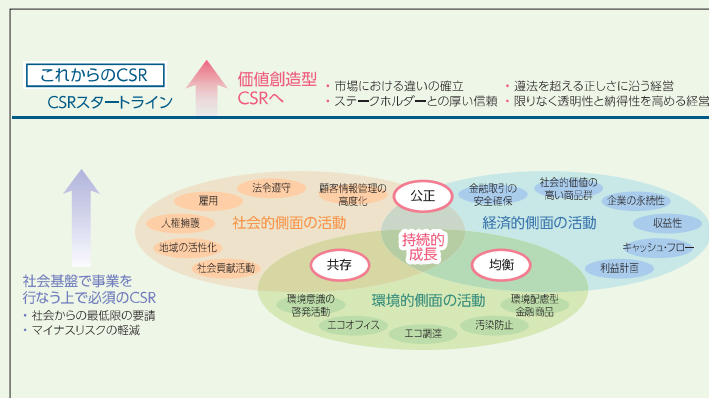 これからのCSR
CSRスタートライン
価値創造型
CSRへ
・市場における違いの確立
・ステークホルダーとの厚い信頼
・遵法を超える正しさに沿う経営
・限りなく透明性と納得性を高める経営
公正
法令遵守
顧客情報管理の
高度化
雇用
人権擁護
社会的側面の活動
地域の活性化
社会貢献活動
金融取引の
安全確保
社会的価値の
高い商品群
企業の永続性
経済的側面の活動
収益性
キャッシュ・フロー
利益計画
持続的
成長
共存
均衡
環境意識の
啓発活動
環境的側面の活動
環境配慮型
金融商品
エコオフィス
エコ調達
汚染防止
社会基盤で事業を
行なう上で必須のCSR
・社会からの最低限の要請
・マイナスリスクの軽減